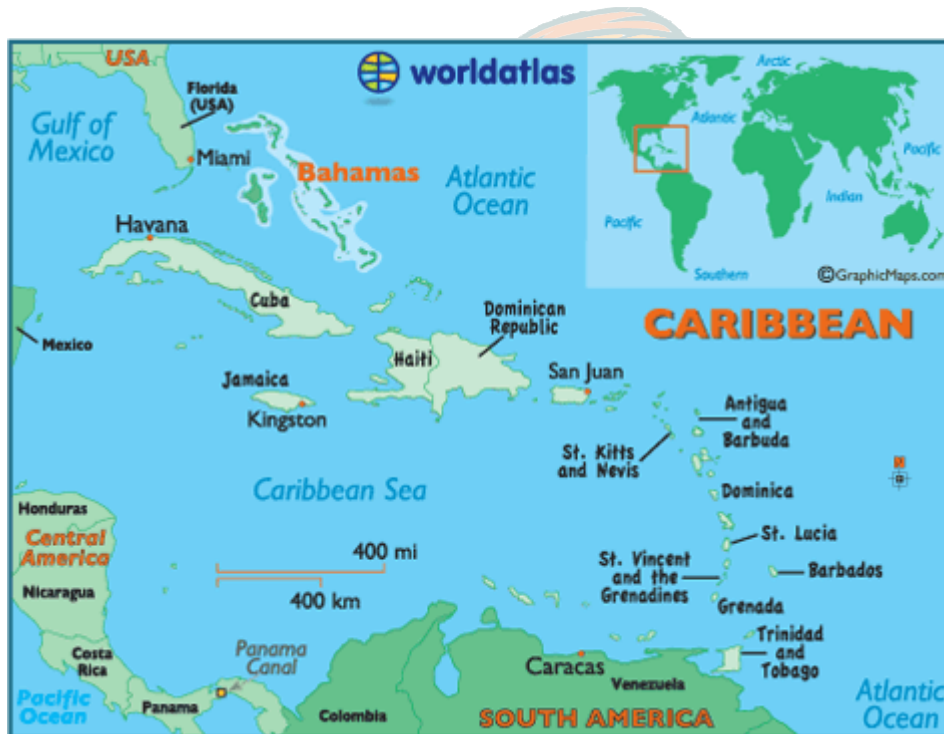 USA
worldatlas
Arctic
Florida
(USA)
Gulf of
Mexico
Atlantic
Pacific
Miami
Bahamas
Atlantic
Ocean
Indian
Havana
Pacific
Southern
©GraphicMaps.com
Cuba
Dominican
Republic
CARIBBEAN
Mexico
Haiti
Jamaica
San Juan
Kingston
Antigua
and
Barbuda
St. Kitts
and Nevis
Caribbean Sea
Dominica
Honduras
Central
America
St. Lucia
400 mi
St. Vincent
and the
Grenadines
Barbados
Nicaragua
400 km
Grenada
Trinidad
and
Tobago
Costa
Rica
Panama
Canal
Caracas
Venezuela
Pacific
Ocean
Panama
Colombia
SOUTH AMERICA
Atlantic
Ocean